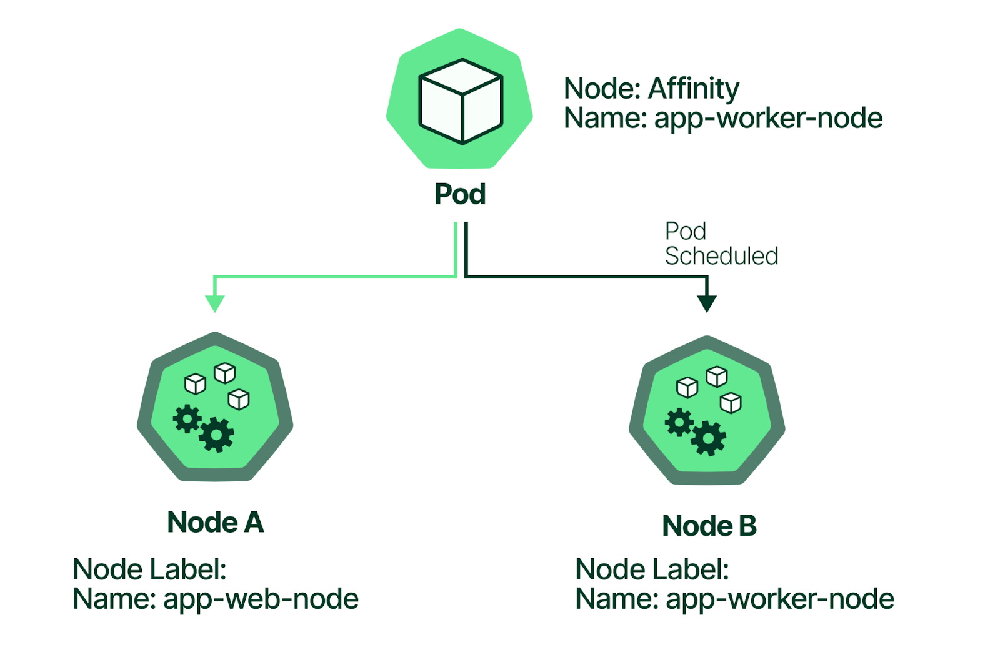 Node: Affinity
Name: app-worker-node
Pod
Pod
Scheduled
Node A
Node Label:
Name: app-web-node
Node B
Node Label:
Name: app-worker-node